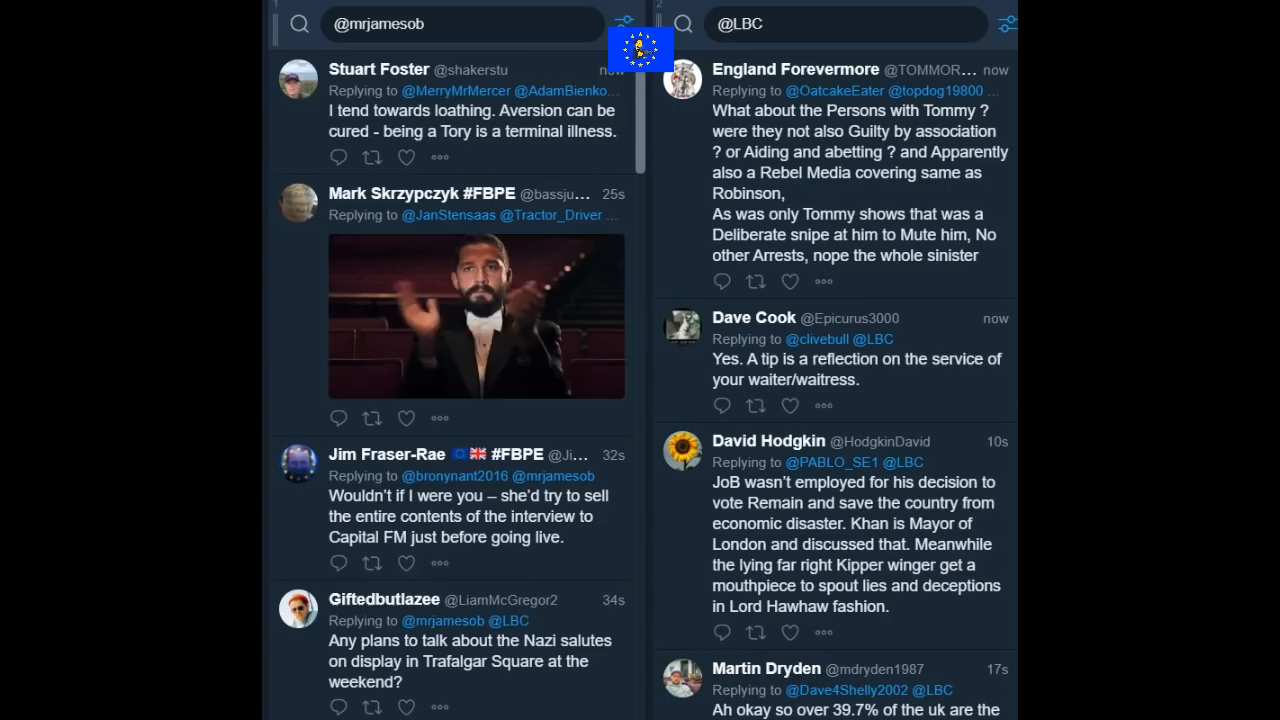 1
@mrjamesob
Stuart Foster @shakerstu now
Replying to @MerryMrMercer @AdamBienko...
I tend towards loathing. Aversion can be
cured - being a Tory is a terminal illness.
Mark Skrzypczyk #FBPE @bassju... 25s
Replying to @JanStensaas @Tractor_Driver ...
Jim Fraser-Rae 🇪🇺 🇬🇧 #FBPE @Ji... 32s
Replying to @bronynant2016 @mrjamesob
Wouldn't if I were you – she'd try to sell
the entire contents of the interview to
Capital FM just before going live.
Giftedbutlazee @LiamMcGregor2 34s
Replying to @mrjamesob @LBC
Any plans to talk about the Nazi salutes
on display in Trafalgar Square at the
weekend?
2
@LBC
England Forevermore @TOMMOR... now
Replying to @OatcakeEater @topdog19800 ...
What about the Persons with Tommy ?
were they not also Guilty by association
? or Aiding and abetting ? and Apparently
also a Rebel Media covering same as
Robinson,
As was only Tommy shows that was a
Deliberate snipe at him to Mute him, No
other Arrests, nope the whole sinister
Dave Cook @Epicurus3000 now
Replying to @clivebull @LBC
Yes. A tip is a reflection on the service of
your waiter/waitress.
David Hodgkin @HodgkinDavid 10s
Replying to @PABLO_SE1 @LBC
JoB wasn't employed for his decision to
vote Remain and save the country from
economic disaster. Khan is Mayor of
London and discussed that. Meanwhile
the lying far right Kipper winger get a
mouthpiece to spout lies and deceptions
in Lord Hawhaw fashion.
Martin Dryden @mdryden1987 17s
Replying to @Dave4Shelly2002 @LBC
Ah okay so over 39.7% of the uk are the